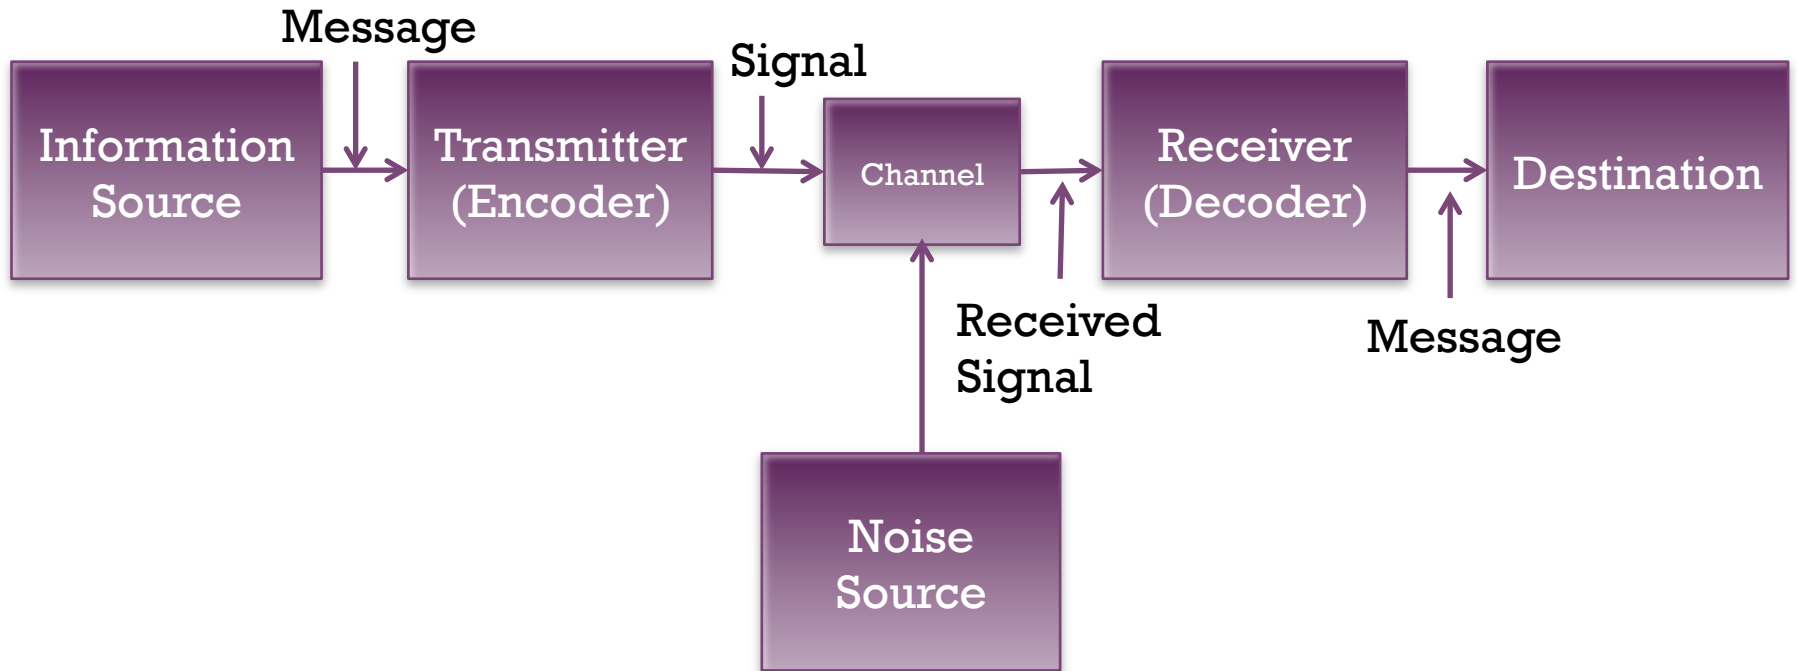 Message
Signal
Information
Source
Transmitter
(Encoder)
Channel
Receiver
(Decoder)
Destination
Received
Signal
Message
Noise
Source